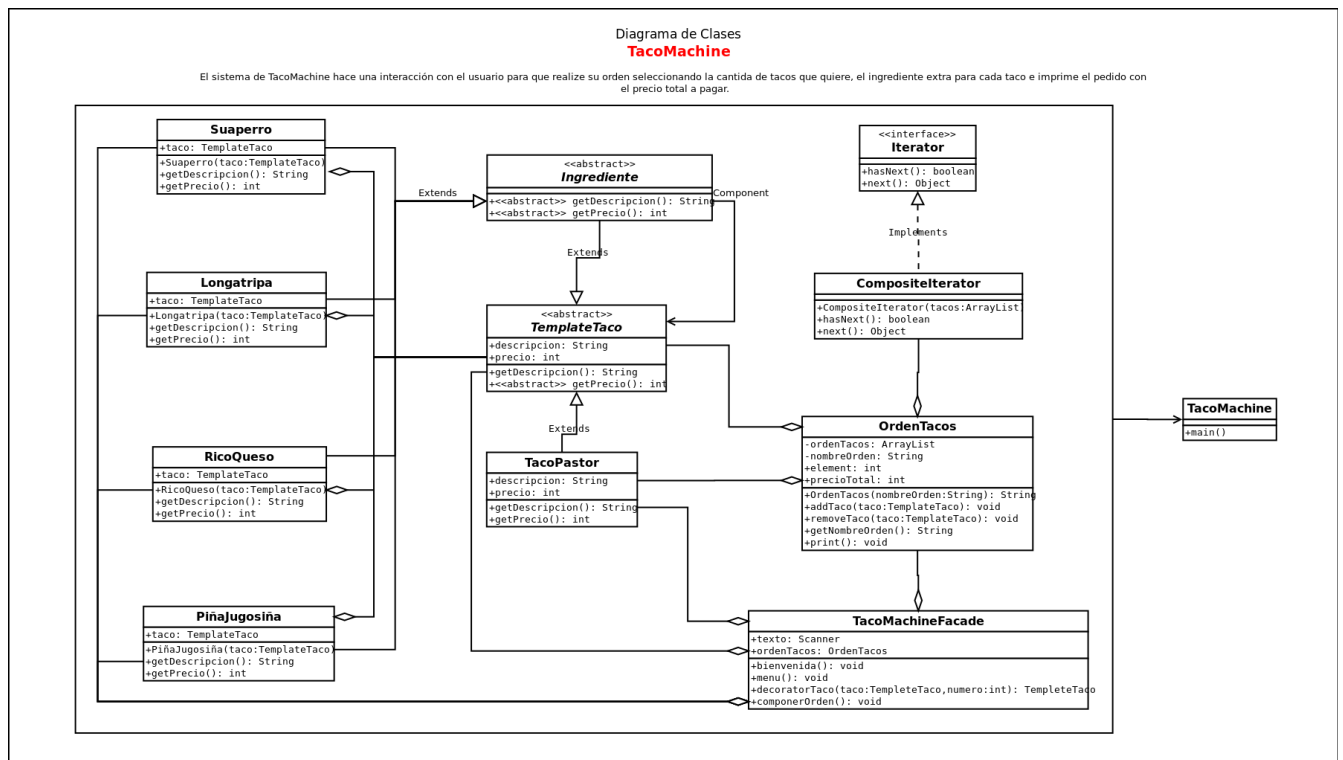 Diagrama de Clases
TacoMachine
El sistema de TacoMachine hace una interacción con el usuario para que realize su orden seleccionando la cantida de tacos que quiere, el ingrediente extra para cada taco e imprime el pedido con
el precio total a pagar.
Suaperro
+taco: TemplateTaco
+Suaperro(taco:TemplateTaco)
+getDescripcion(): String
+getPrecio(): int
Longatripa
+taco: TemplateTaco
+Longatripa(taco:TemplateTaco)
+getDescripcion(): String
+getPrecio(): int
RicoQueso
+taco: TemplateTaco
+RicoQueso(taco:TemplateTaco)
+getDescripcion(): String
+getPrecio(): int
PiñaJugosiña
+taco: TemplateTaco
+PiñaJugosiña(taco:TemplateTaco)
+getDescripcion(): String
+getPrecio(): int
Extends
<<abstract>>
Ingrediente
+<<abstract>> getDescripcion(): String
+<<abstract>> getPrecio(): int
Component
Extends
<<abstract>>
TemplateTaco
+descripcion: String
+precio: int
+getDescripcion(): String
+<<abstract>> getPrecio(): int
Extends
TacoPastor
+descripcion: String
+precio: int
+getDescripcion(): String
+getPrecio(): int
<<interface>>
Iterator
+hasNext(): boolean
+next(): Object
Implements
CompositeIterator
+CompositeIterator(tacos:ArrayList)
+hasNext(): boolean
+next(): Object
OrdenTacos
-ordenTacos: ArrayList
-nombreOrden: String
+element: int
+precioTotal: int
+OrdenTacos(nombreOrden:String): String
+addTaco(taco:TemplateTaco): void
+removeTaco(taco:TemplateTaco): void
+getNombreOrden(): String
+print(): void
TacoMachineFacade
+texto: Scanner
+ordenTacos: OrdenTacos
+bienvenida(): void
+menu(): void
+decoratorTaco(taco:TempleteTaco,numero:int): TempleteTaco
+componerOrden(): void
TacoMachine
+main()